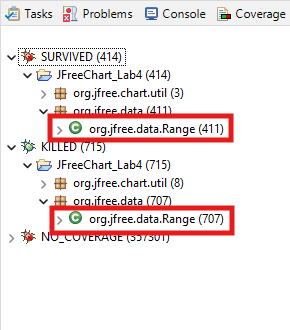 Tasks Problems Console Coverage
SURVIVED (414)
JFreeChart_Lab4 (414)
org.jfree.chart.util (3)
org.jfree.data (411)
org.jfree.data.Range (411)
KILLED (715)
JFreeChart_Lab4 (715)
org.jfree.chart.util (8)
org.jfree.data (707)
org.jfree.data.Range (707)
NO_COVERAGE (357301)